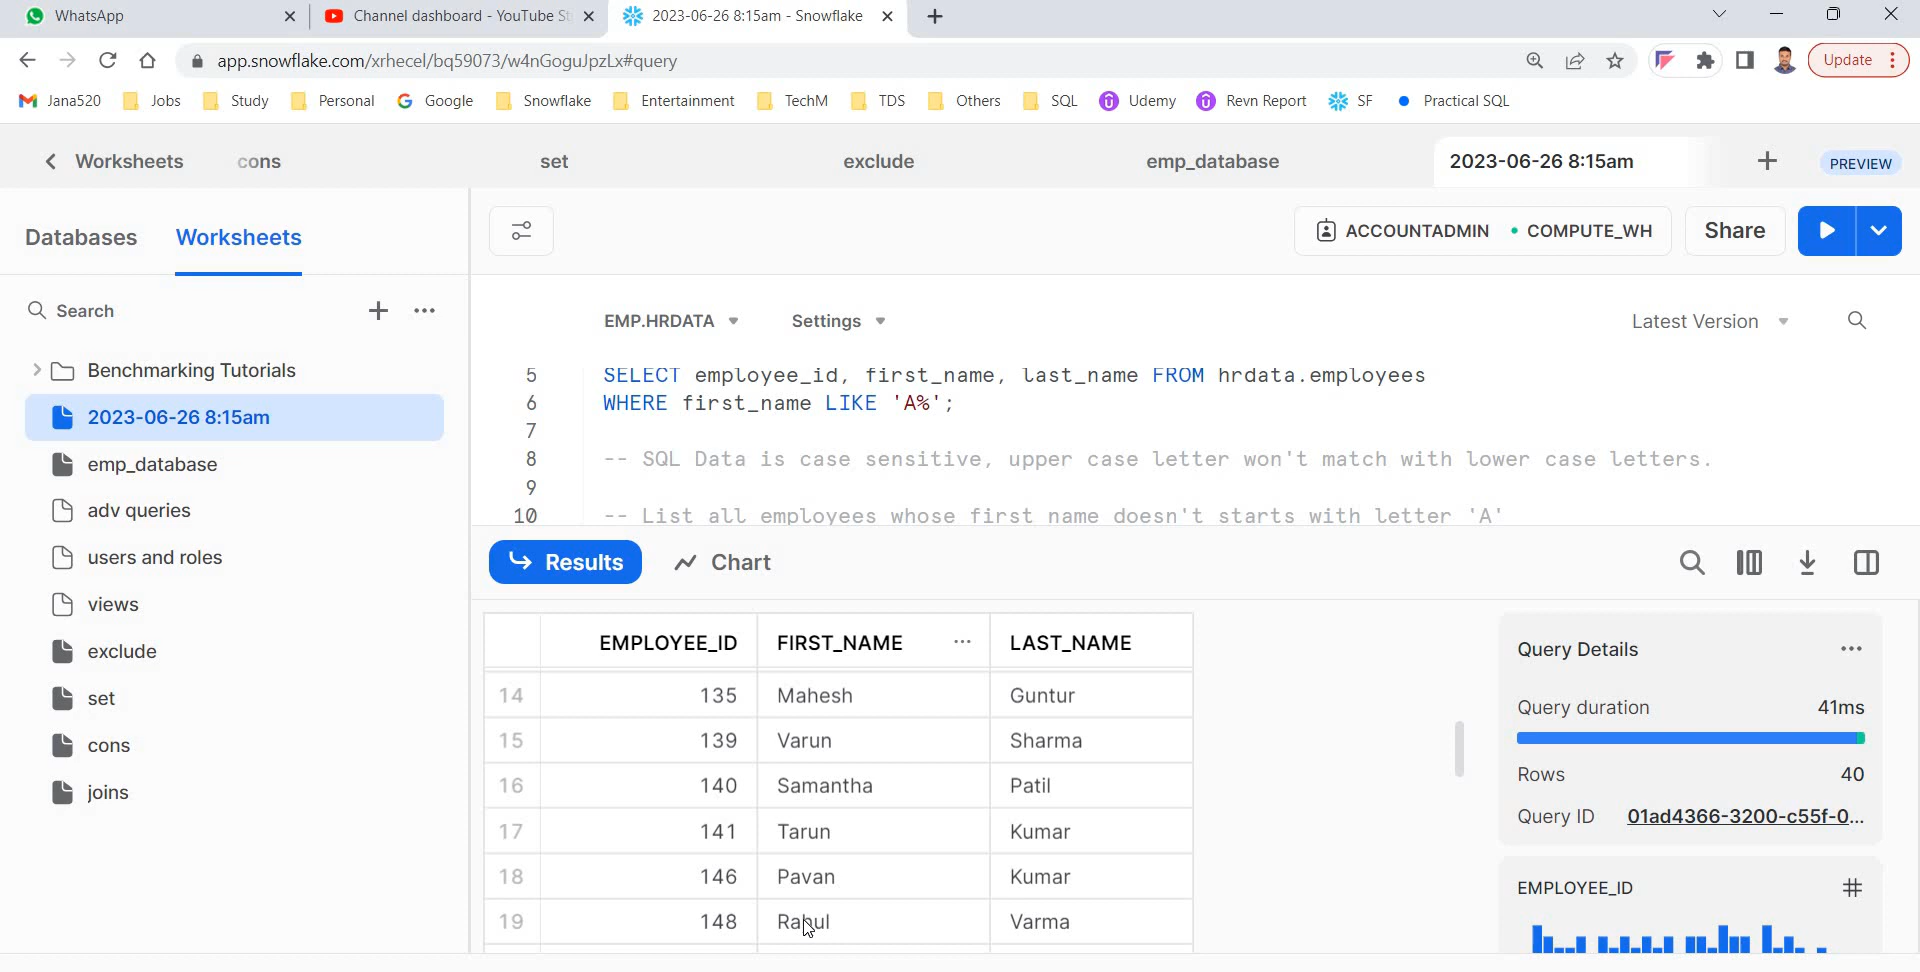 WhatsApp
Channel dashboard - YouTube St
2023-06-26 8:15am - Snowflake
app.snowflake.com/xrhecel/bq59073/w4nGoguJpzLx#query
Update
Jana520
Jobs
Study
Personal
Google
Snowflake
Entertainment
TechM
TDS
Others
SQL
Udemy
Revn Report
SF
Practical SQL
Worksheets
cons
set
exclude
emp_database
2023-06-26 8:15am
PREVIEW
Databases
Worksheets
ACCOUNTADMIN
COMPUTE_WH
Share
Search
Benchmarking Tutorials
2023-06-26 8:15am
emp_database
adv queries
users and roles
views
exclude
set
cons
joins
EMP.HRDATA
Settings
Latest Version
5 SELECT employee_id, first_name, last_name FROM hrdata.employees
6 WHERE first_name LIKE 'A%';
7
8 -- SQL Data is case sensitive, upper case letter won't match with lower case letters.
9
10 -- List all employees whose first name doesn't starts with letter 'A'
Results
Chart
EMPLOYEE_ID FIRST_NAME ... LAST_NAME
14 135 Mahesh Guntur
15 139 Varun Sharma
16 140 Samantha Patil
17 141 Tarun Kumar
18 146 Pavan Kumar
19 148 Rahul Varma
Query Details
Query duration 41ms
Rows 40
Query ID 01ad4366-3200-c55f-0...
EMPLOYEE_ID #